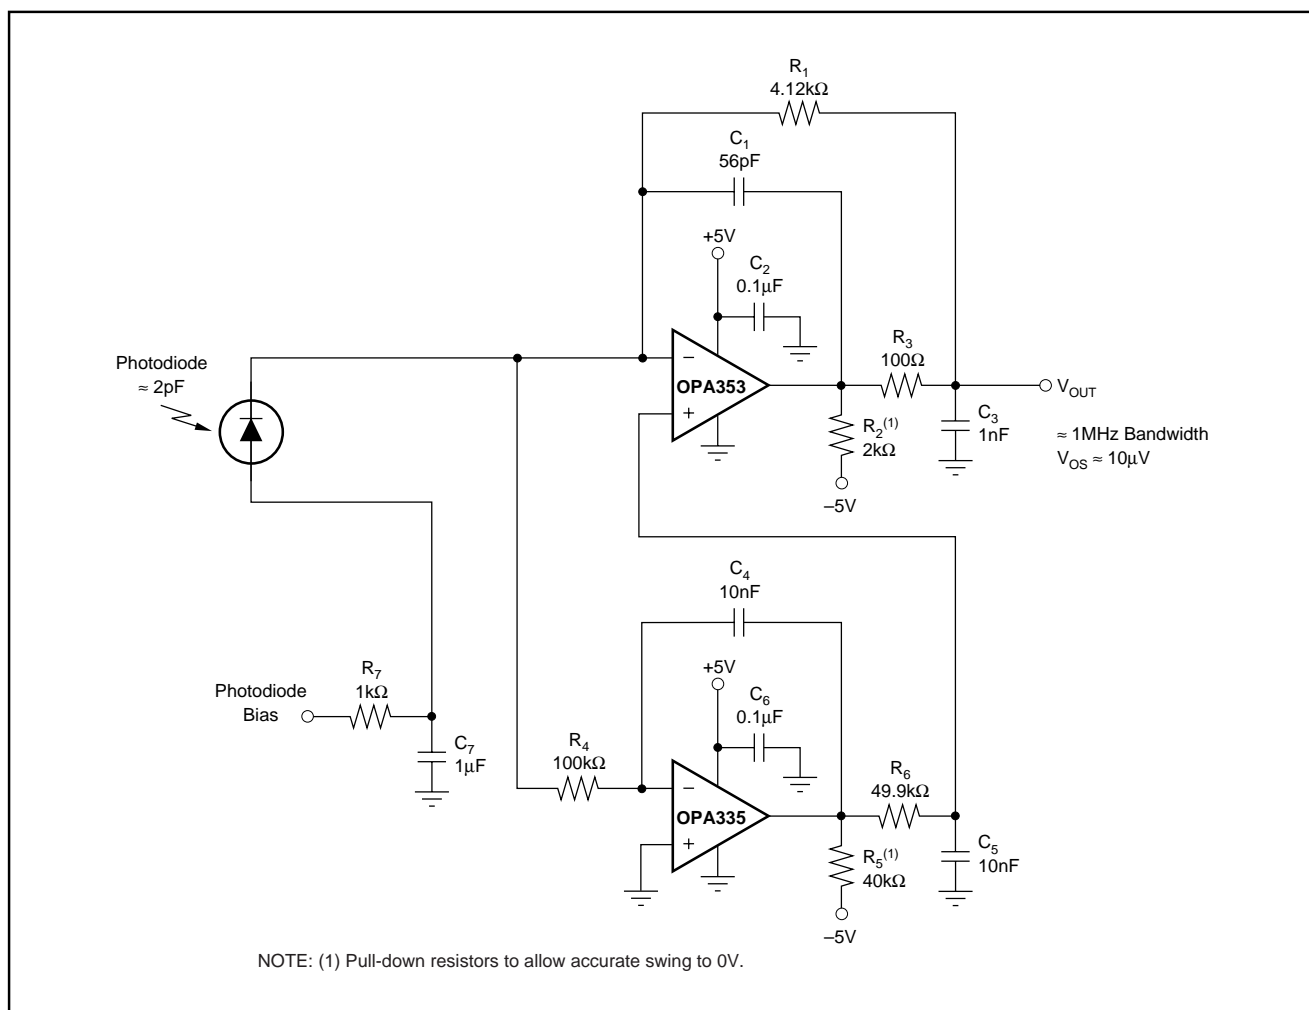 R1
4.12kΩ
C1
56pF
+5V
C2
0.1µF
Photodiode
≈ 2pF
R3
100Ω
–
OPA353
+
VOUT
R2(1)
2kΩ
C3
1nF
≈ 1MHz Bandwidth
VOS ≈ 10µV
–5V
C4
10nF
+5V
R7
1kΩ
Photodiode
Bias
C6
0.1µF
C7
1µF
R4
100kΩ
R6
49.9kΩ
–
OPA335
+
R5(1)
40kΩ
C5
10nF
–5V
NOTE: (1) Pull-down resistors to allow accurate swing to 0V.